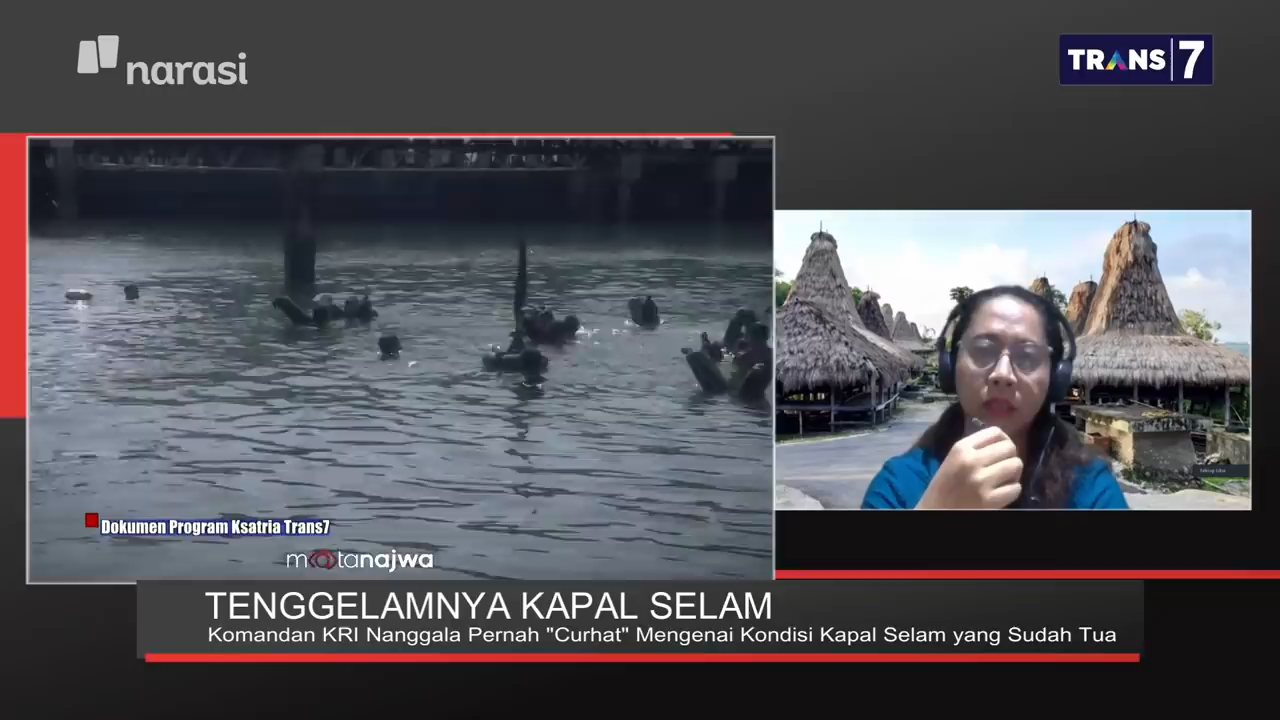 narasi
TRANS 7
Dokumen Program Ksatria Trans7
matanajwa
TENGGELAMNYA KAPAL SELAM
Komandan KRI Nanggala Pernah "Curhat" Mengenai Kondisi Kapal Selam yang Sudah Tua